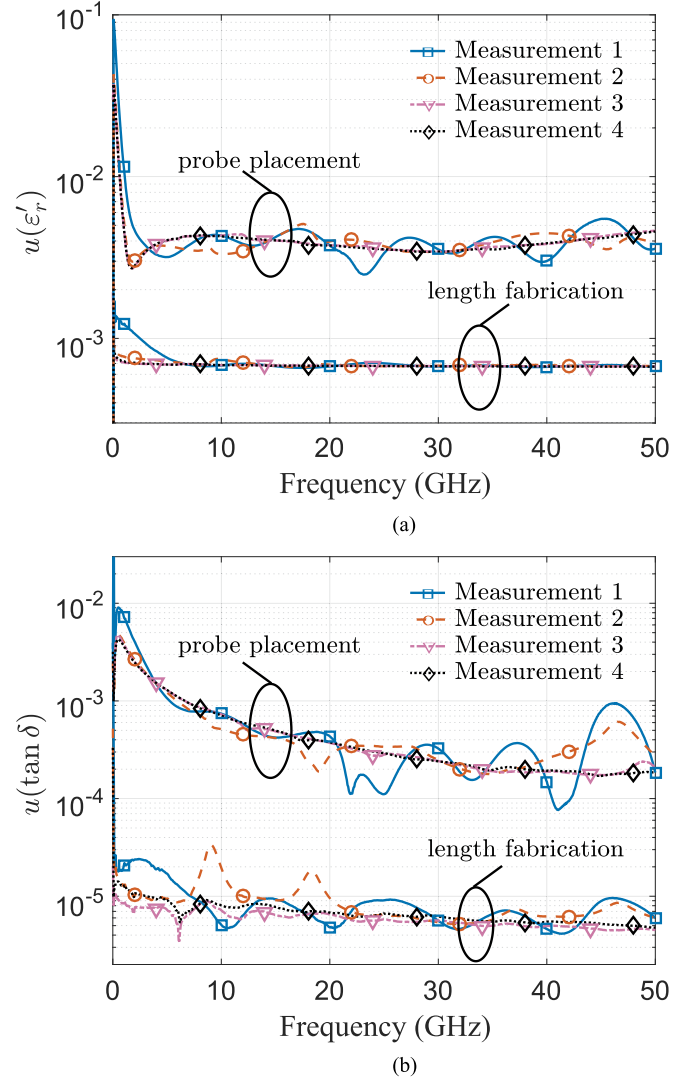 10⁻¹
Measurement 1
Measurement 2
Measurement 3
Measurement 4
probe placement
10⁻²
u(ε′ᵣ)
length fabrication
10⁻³
0 10 20 30 40 50
Frequency (GHz)
(a)
Measurement 1
10⁻²
Measurement 2
Measurement 3
probe placement
Measurement 4
10⁻³
u(tan δ)
10⁻⁴
length fabrication
10⁻⁵
0 10 20 30 40 50
Frequency (GHz)
(b)